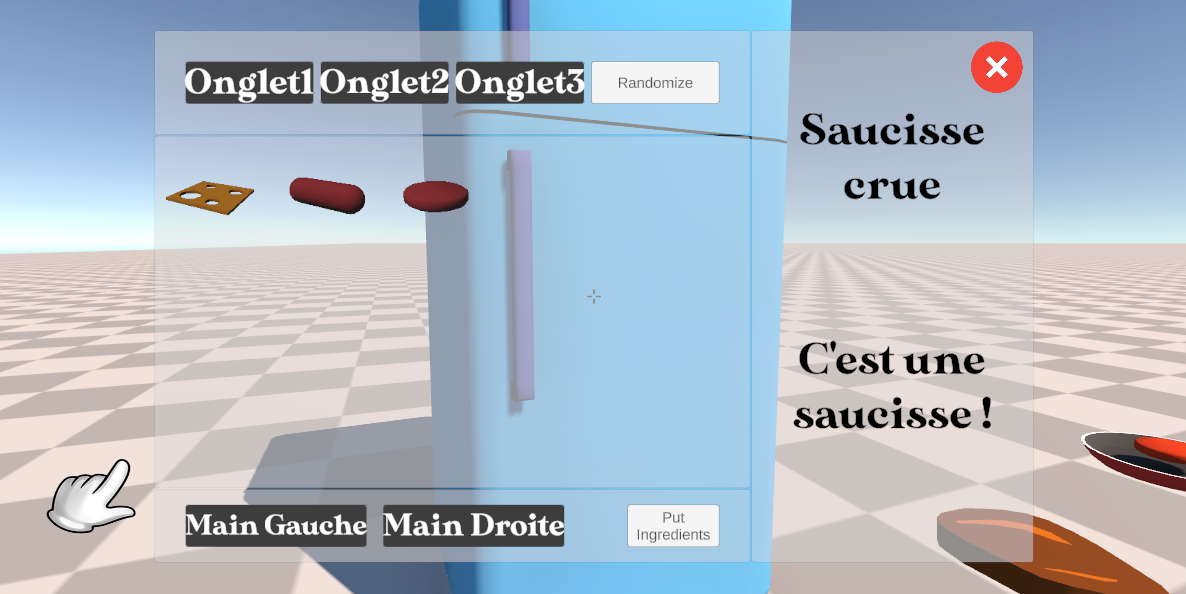 Onglet1 Onglet2 Onglet3 Randomize
Saucisse
crue
C'est une
saucisse !
Main Gauche Main Droite Put
Ingredients